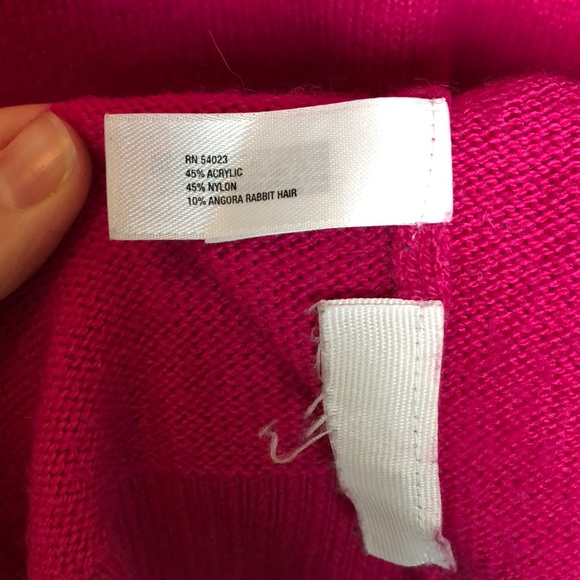 RN 54023
45% ACRYLIC
45% NYLON
10% ANGORA RABBIT HAIR